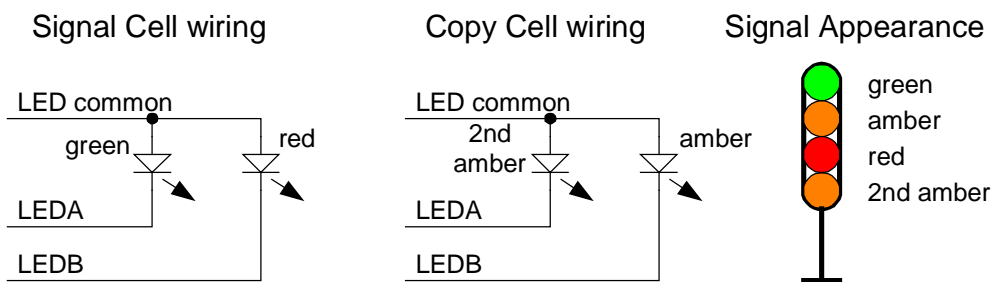 Signal Cell wiring
LED common
green
red
LEDA
LEDB
Copy Cell wiring
LED common
2nd
amber
amber
LEDA
LEDB
Signal Appearance
green
amber
red
2nd amber